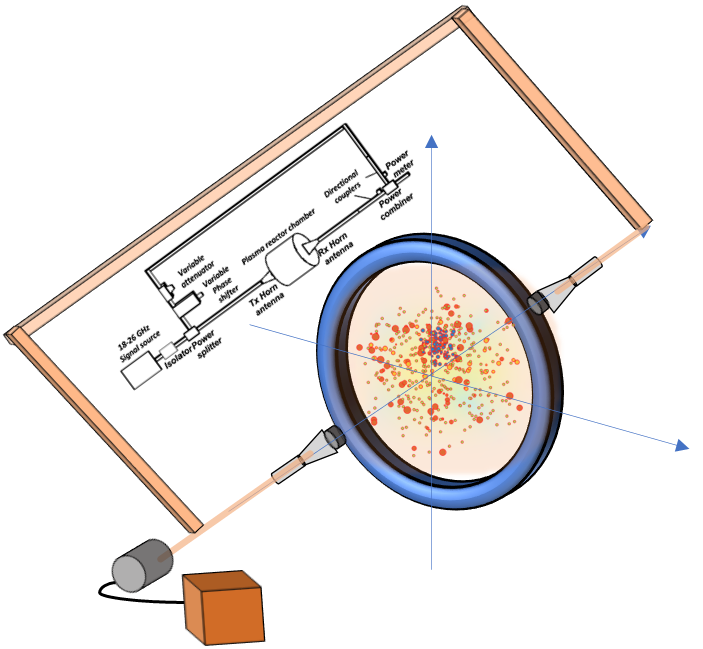 18-26 GHz
Signal source
Isolator
Power
splitter
Variable
attenuator
Variable
Phase
shifter
Tx Horn
antenna
Plasmo reactor chamber
Rx Horn
antenna
Directional
couplers
Power
meter
Power
combiner